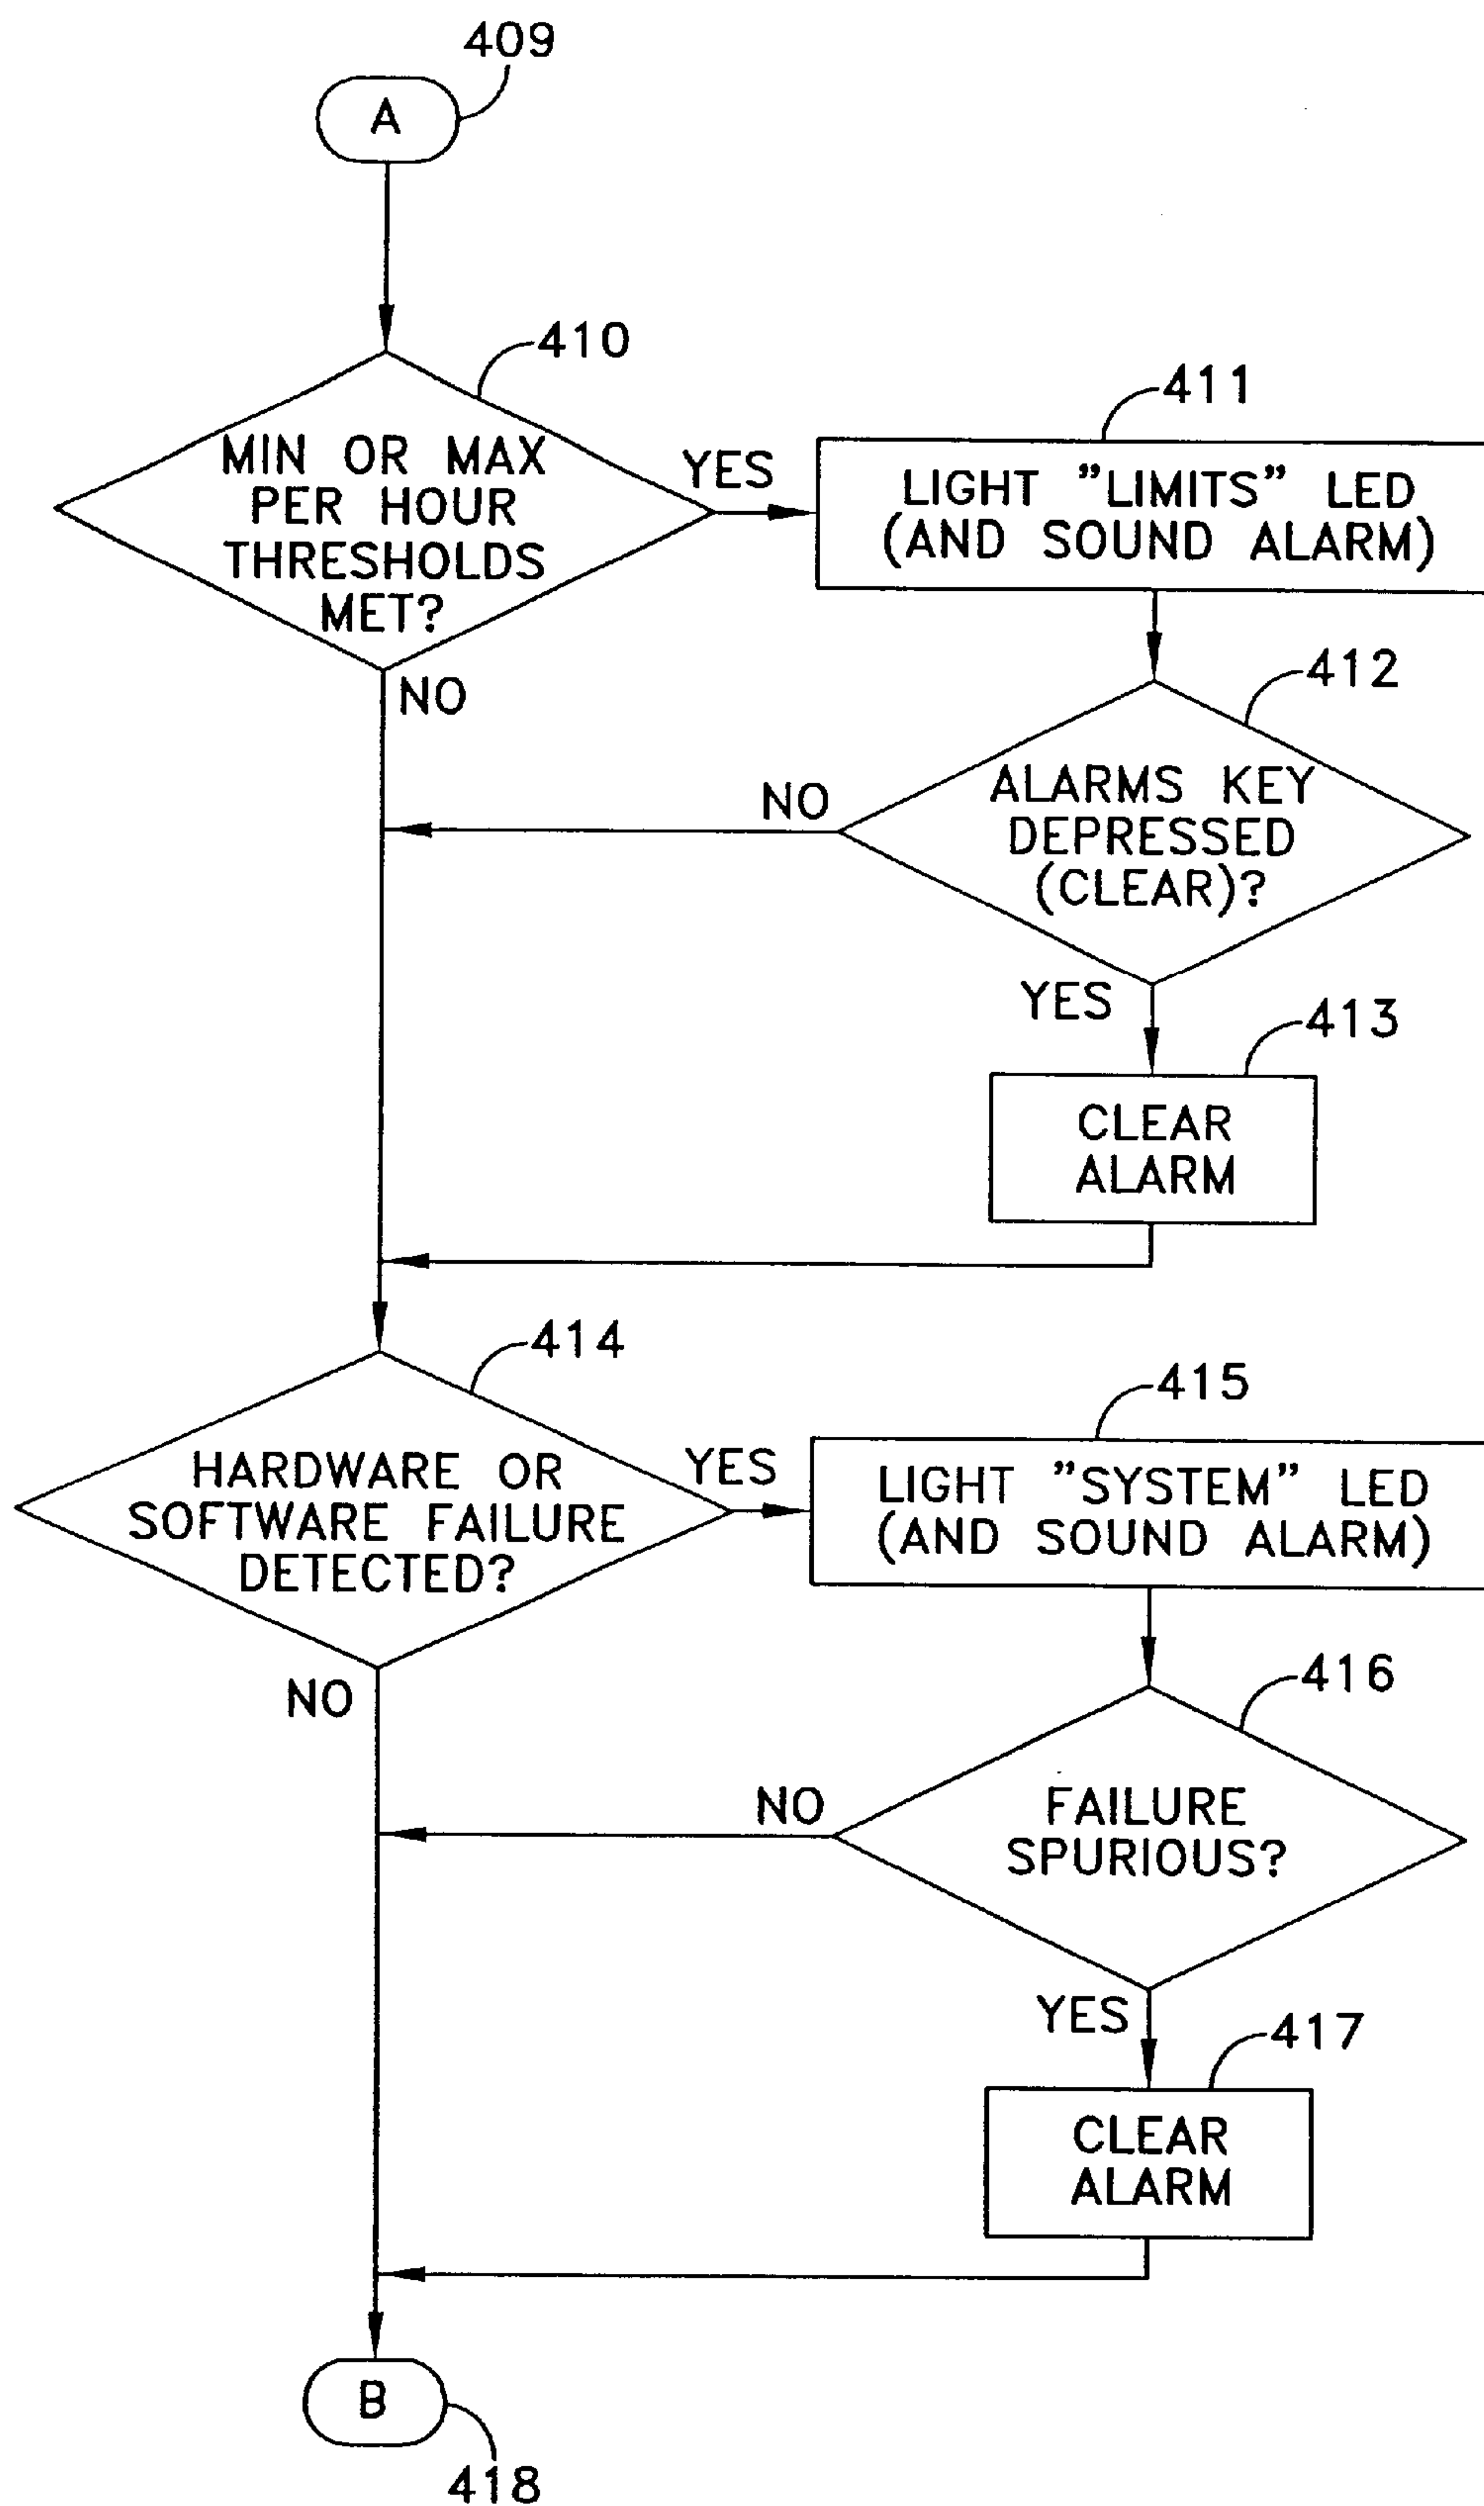 409
A
410
MIN OR MAX
PER HOUR
THRESHOLDS
MET?
YES
NO
411
LIGHT ”LIMITS” LED
(AND SOUND ALARM)
412
ALARMS KEY
DEPRESSED
(CLEAR)?
NO
YES
413
CLEAR
ALARM
414
HARDWARE OR
SOFTWARE FAILURE
DETECTED?
YES
NO
415
LIGHT ”SYSTEM” LED
(AND SOUND ALARM)
416
FAILURE
SPURIOUS?
NO
YES
417
CLEAR
ALARM
B
418